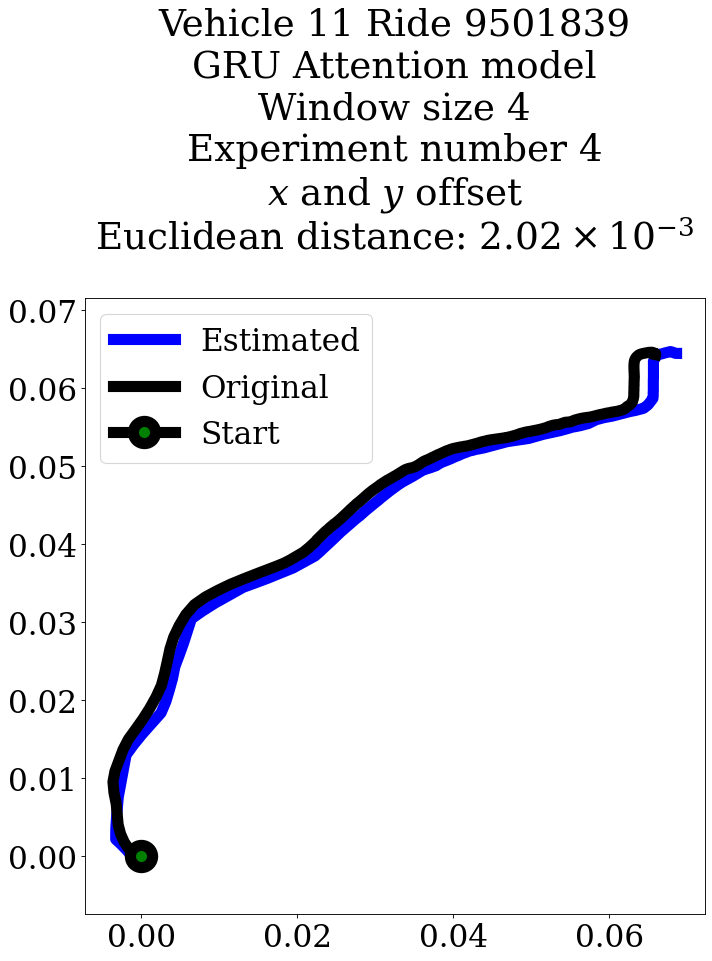 Vehicle 11 Ride 9501839
GRU Attention model
Window size 4
Experiment number 4
x and y offset
Euclidean distance: 2.02 × 10⁻³
0.07
Estimated
0.06
Original
Start
0.05
0.04
0.03
0.02
0.01
0.00
0.00 0.02 0.04 0.06